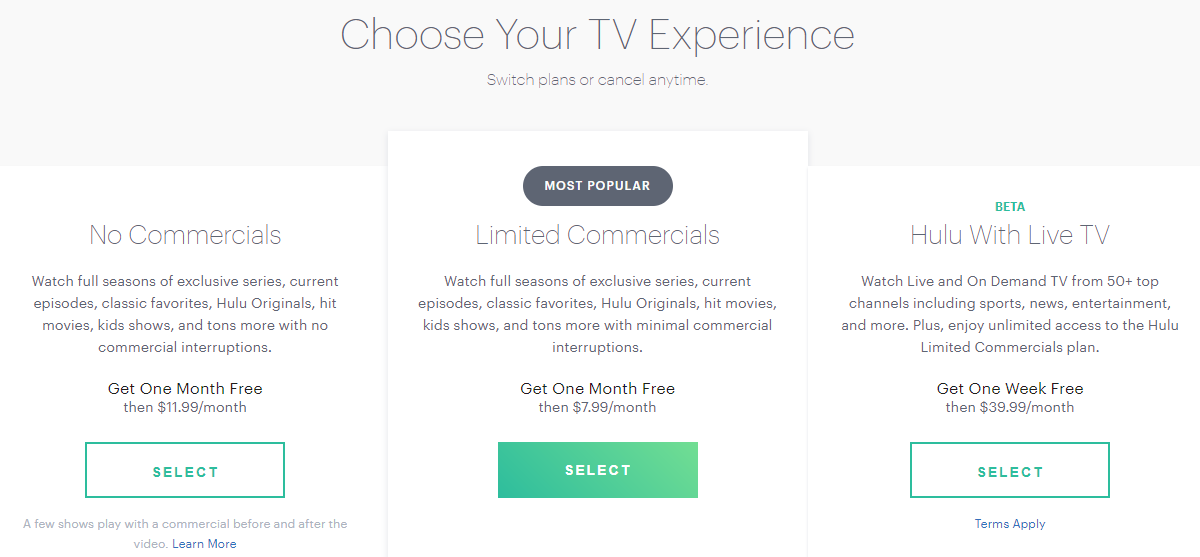 Choose Your TV Experience
Switch plans or cancel anytime.
No Commercials
Watch full seasons of exclusive series, current
episodes, classic favorites, Hulu Originals, hit
movies, kids shows, and tons more with no
commercial interruptions.
Get One Month Free
then $11.99/month
SELECT
A few shows play with a commercial before and after the
video. Learn More
MOST POPULAR
Limited Commercials
Watch full seasons of exclusive series, current
episodes, classic favorites, Hulu Originals, hit movies,
kids shows, and tons more with minimal commercial
interruptions.
Get One Month Free
then $7.99/month
SELECT
BETA
Hulu With Live TV
Watch Live and On Demand TV from 50+ top
channels including sports, news, entertainment,
and more. Plus, enjoy unlimited access to the Hulu
Limited Commercials plan.
Get One Week Free
then $39.99/month
SELECT
Terms Apply